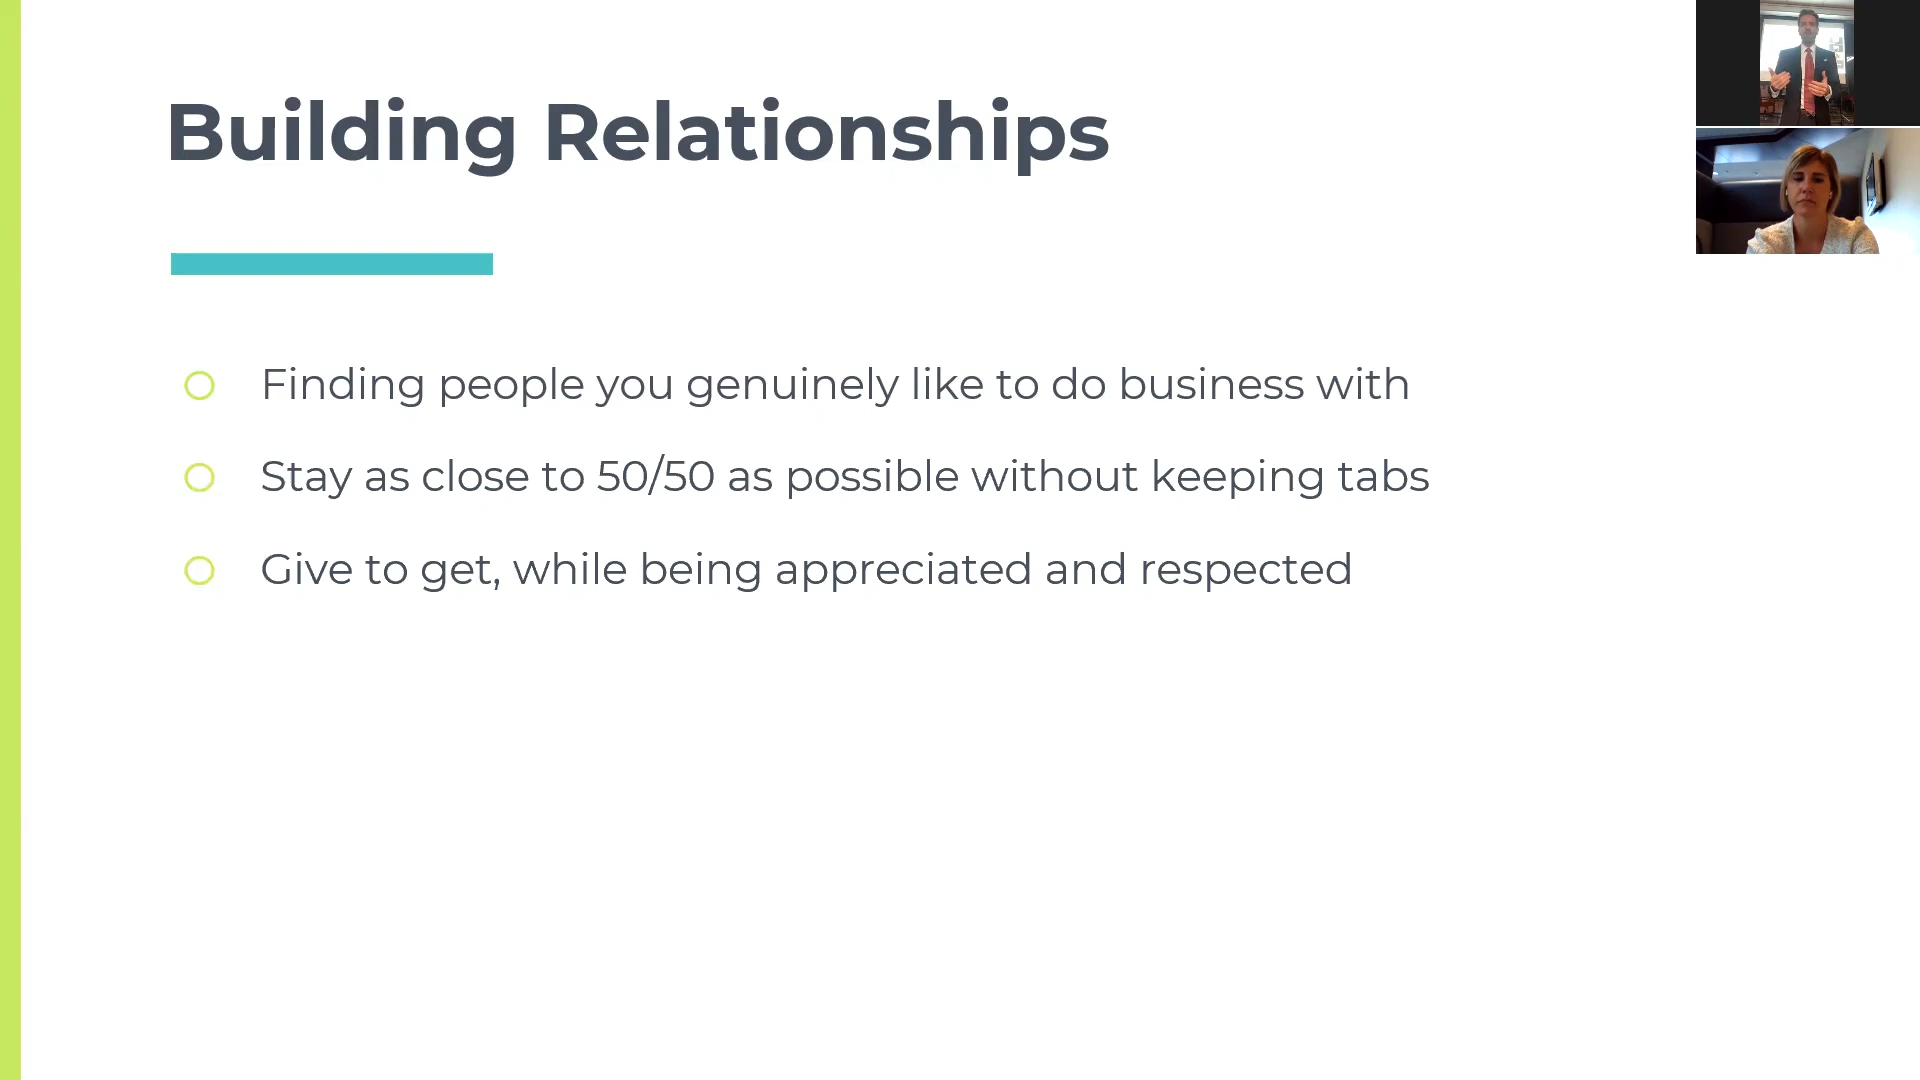 Building Relationships
Finding people you genuinely like to do business with
Stay as close to 50/50 as possible without keeping tabs
Give to get, while being appreciated and respected